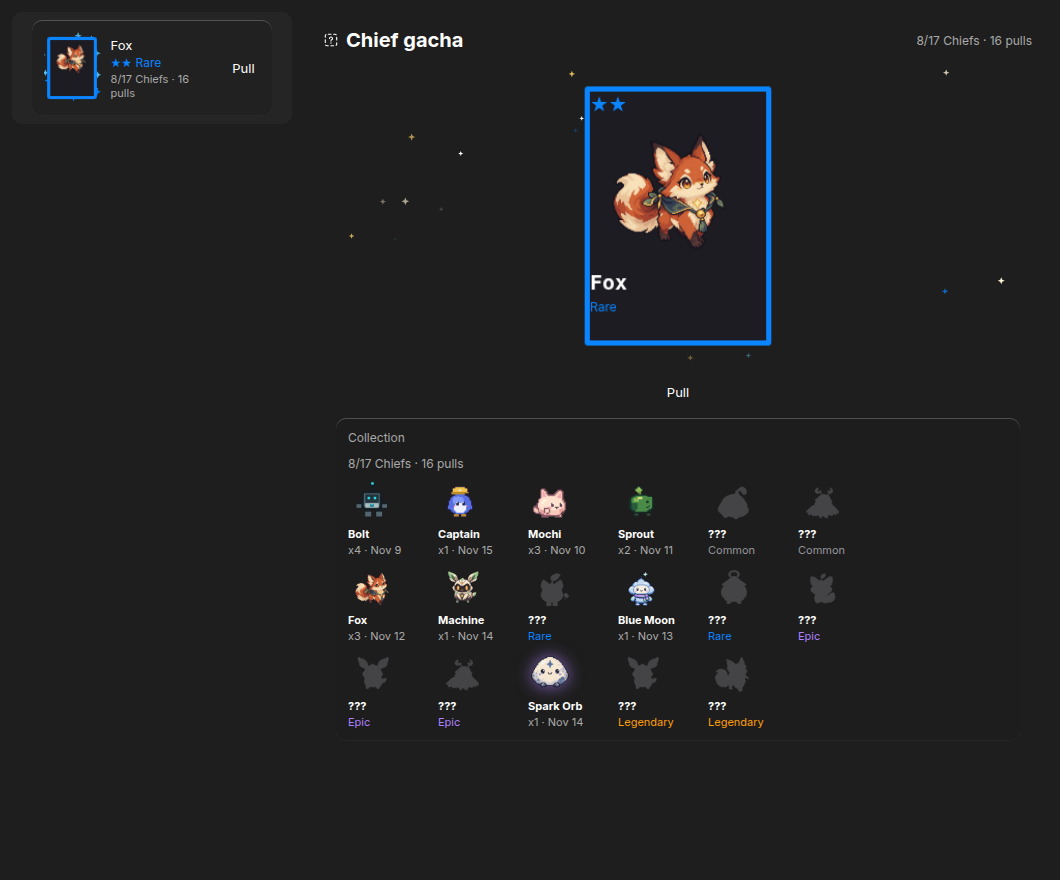 Fox
★★ Rare
8/17 Chiefs · 16
pulls
Pull
Chief gacha
8/17 Chiefs · 16 pulls
★★
Fox
Rare
Pull
Collection
8/17 Chiefs · 16 pulls
Bolt
x4 · Nov 9
Captain
x1 · Nov 15
Mochi
x3 · Nov 10
Sprout
x2 · Nov 11
???
Common
???
Common
Fox
x3 · Nov 12
Machine
x1 · Nov 14
???
Rare
Blue Moon
x1 · Nov 13
???
Rare
???
Epic
???
Epic
???
Epic
Spark Orb
x1 · Nov 14
???
Legendary
???
Legendary